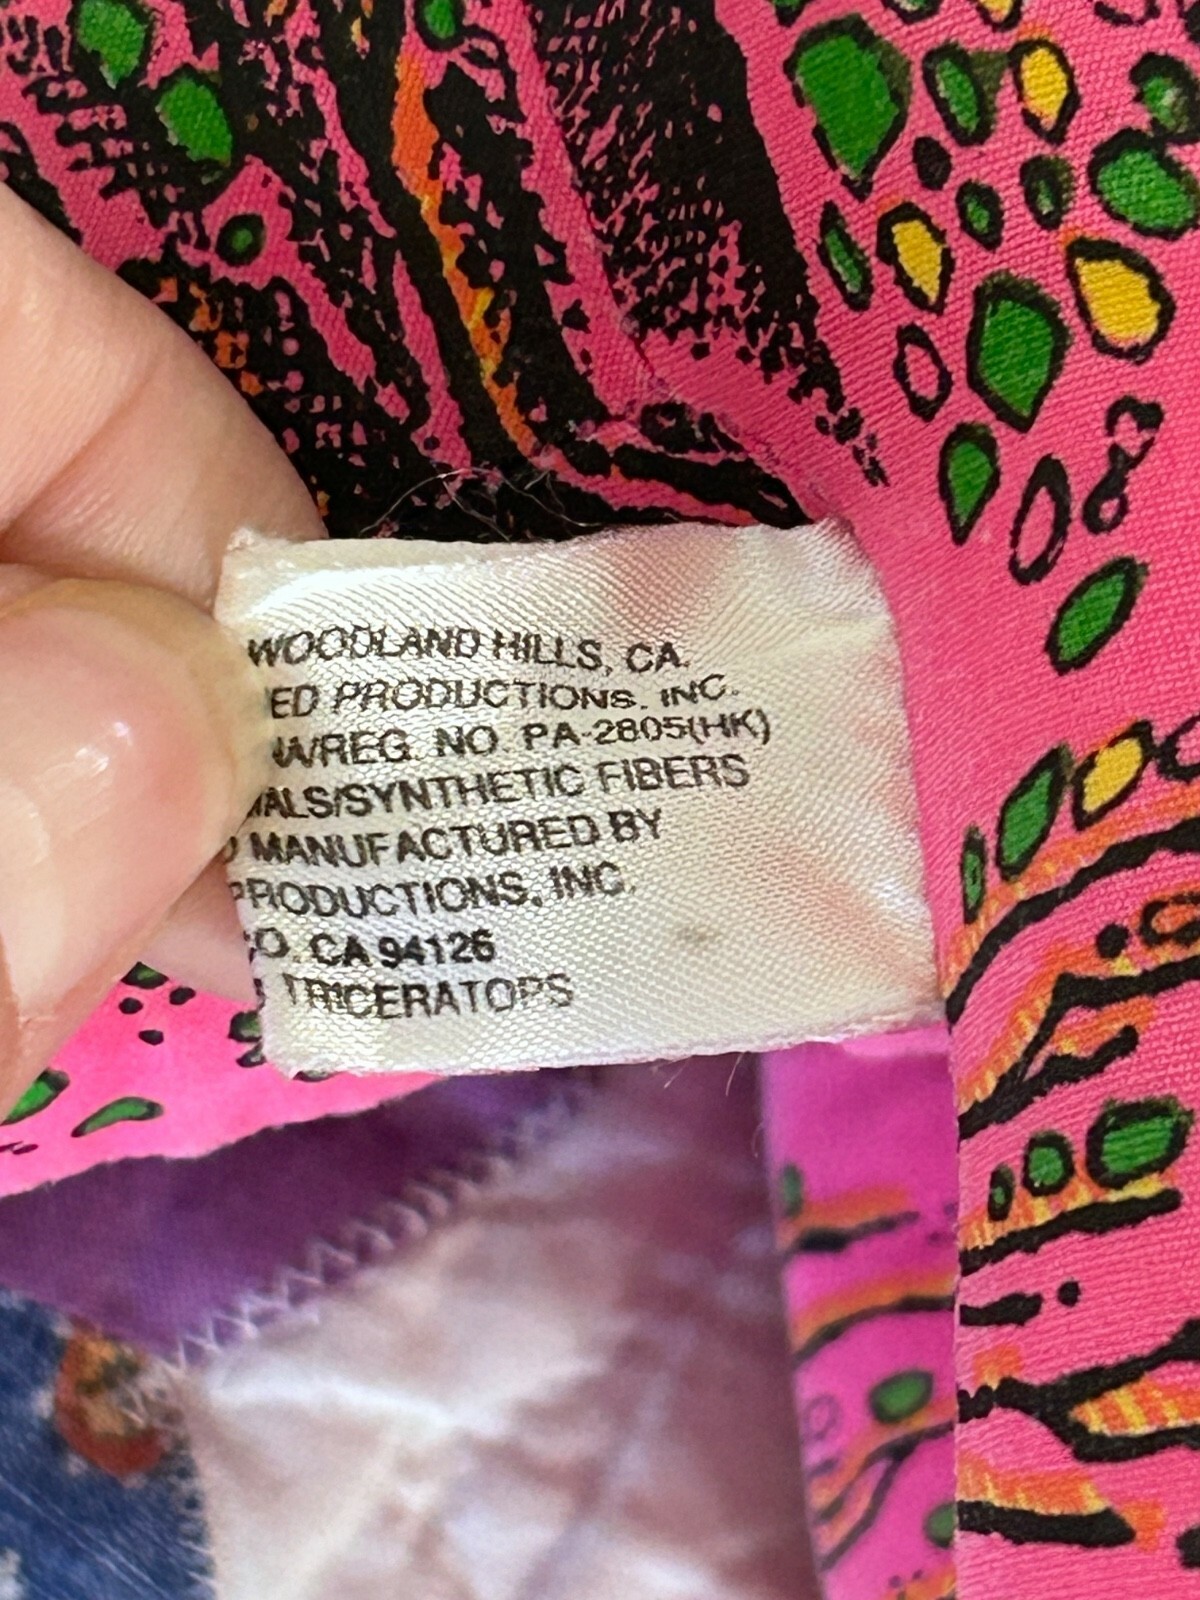 WOODLAND HILLS, CA.
ED PRODUCTIONS. INC.
W/REG. NO. PA-2805(HK)
IALS/SYNTHETIC FIBERS
MANUFACTURED BY
PRODUCTIONS, INC.
O. CA 94126
TRICERATOPS